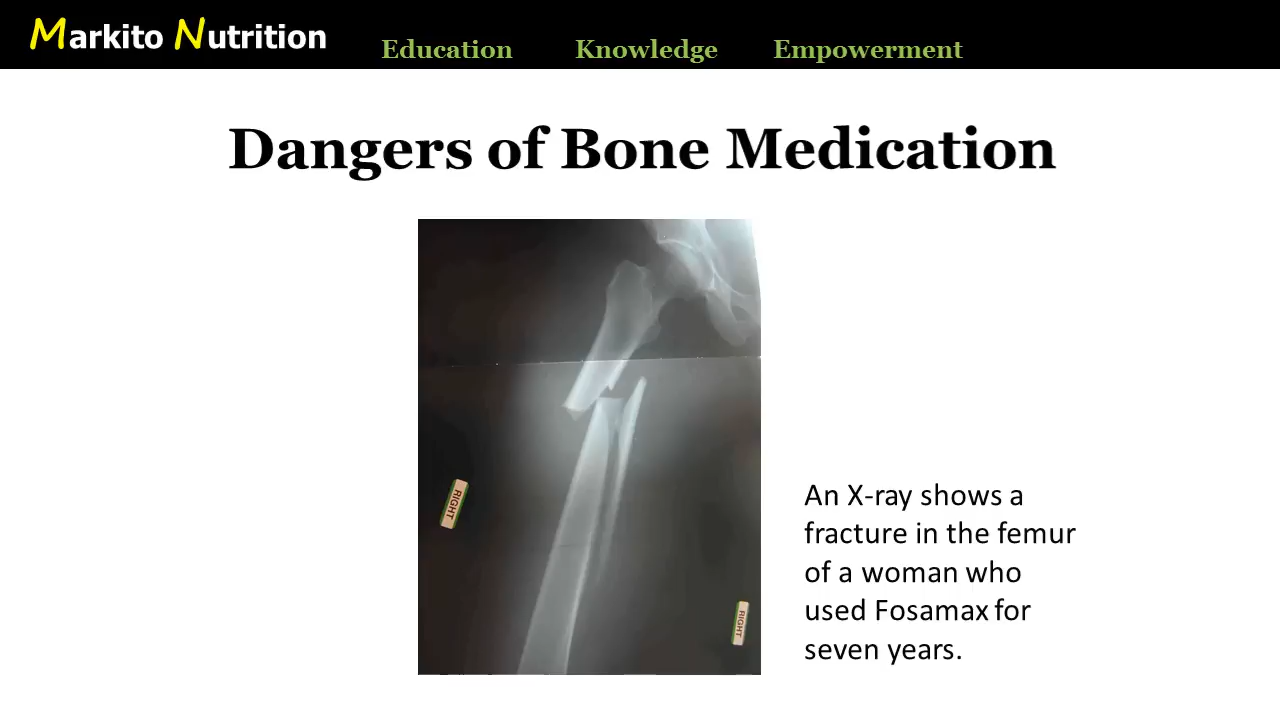 Markito Nutrition
Education Knowledge Empowerment
Dangers of Bone Medication
RIGHT
RIGHT
An X-ray shows a
fracture in the femur
of a woman who
used Fosamax for
seven years.